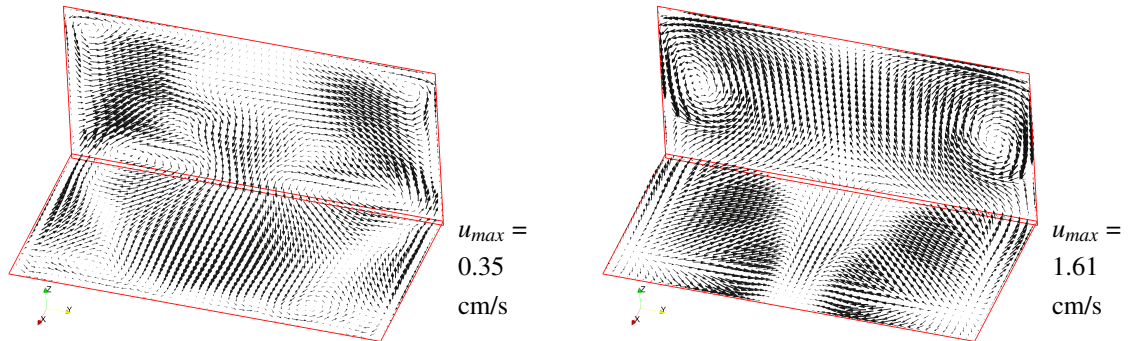 u_max =
0.35
cm/s
Z
X
Y
u_max =
1.61
cm/s
Z
X
Y